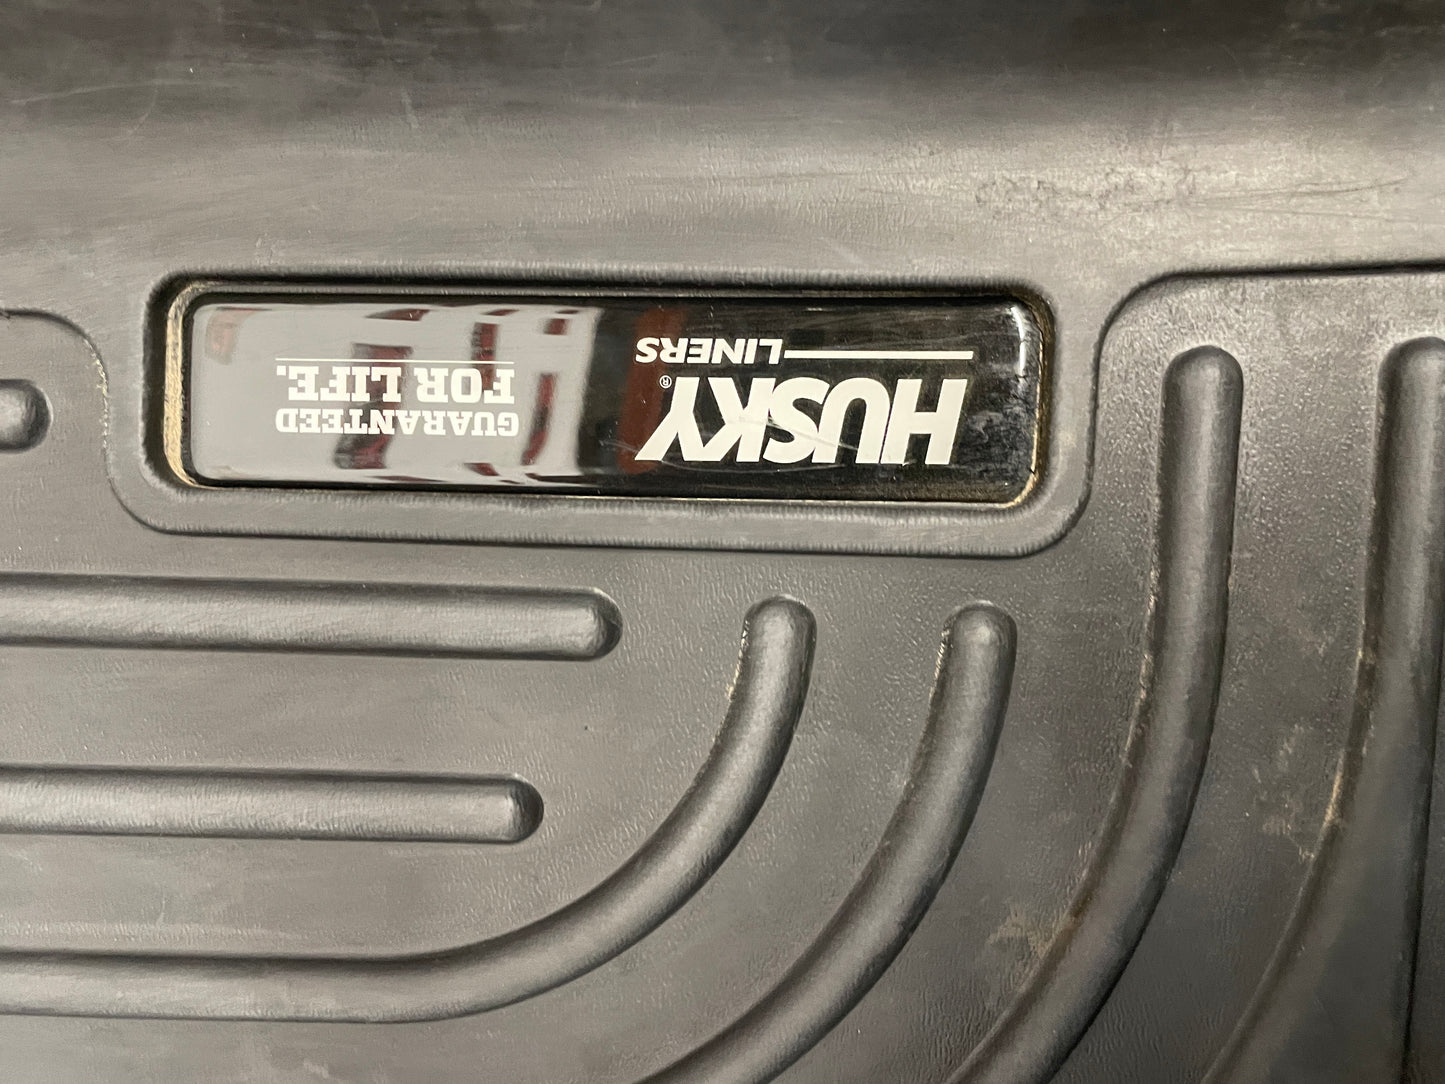 HUSKY®
LINERS
GUARANTEED
FOR LIFE.